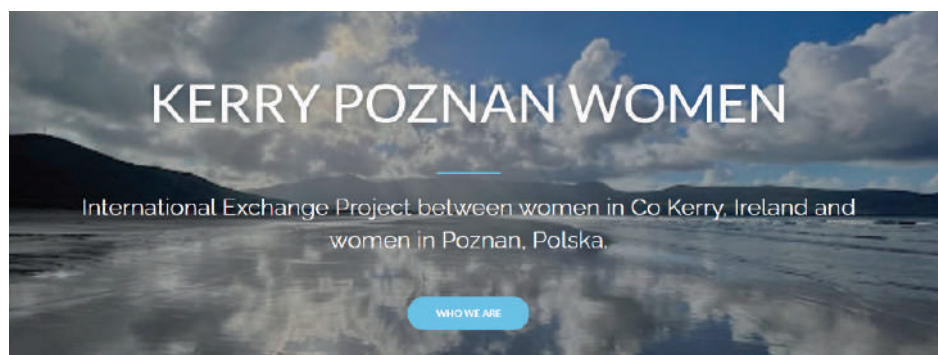 KERRY POZNAN WOMEN
International Exchange Project between women in Co Kerry, Ireland and
women in Poznan, Polska.
WHO WE ARE